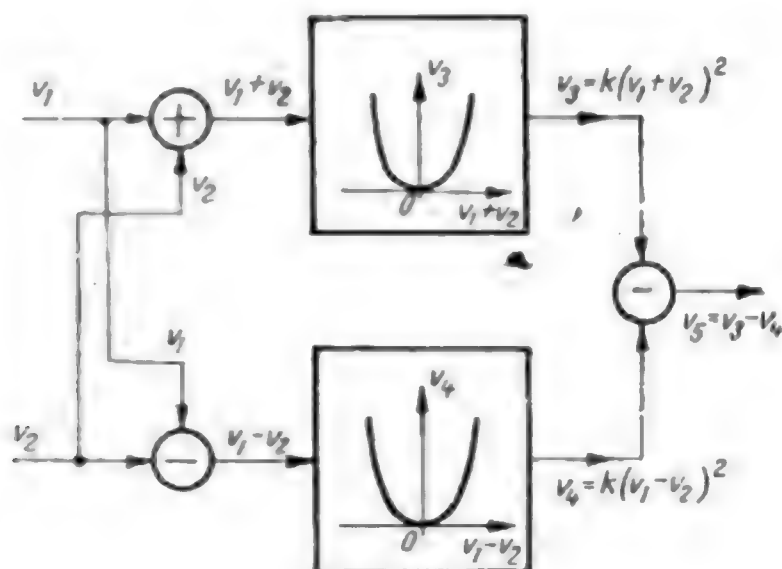 v₁
v₁+v₂
v₃
v₃=k(v₁+v₂)²
v₂
0
v₁+v₂
v₁
v₅=v₃-v₄
v₂
v₁-v₂
v₄
v₄=k(v₁-v₂)²
0
v₁-v₂